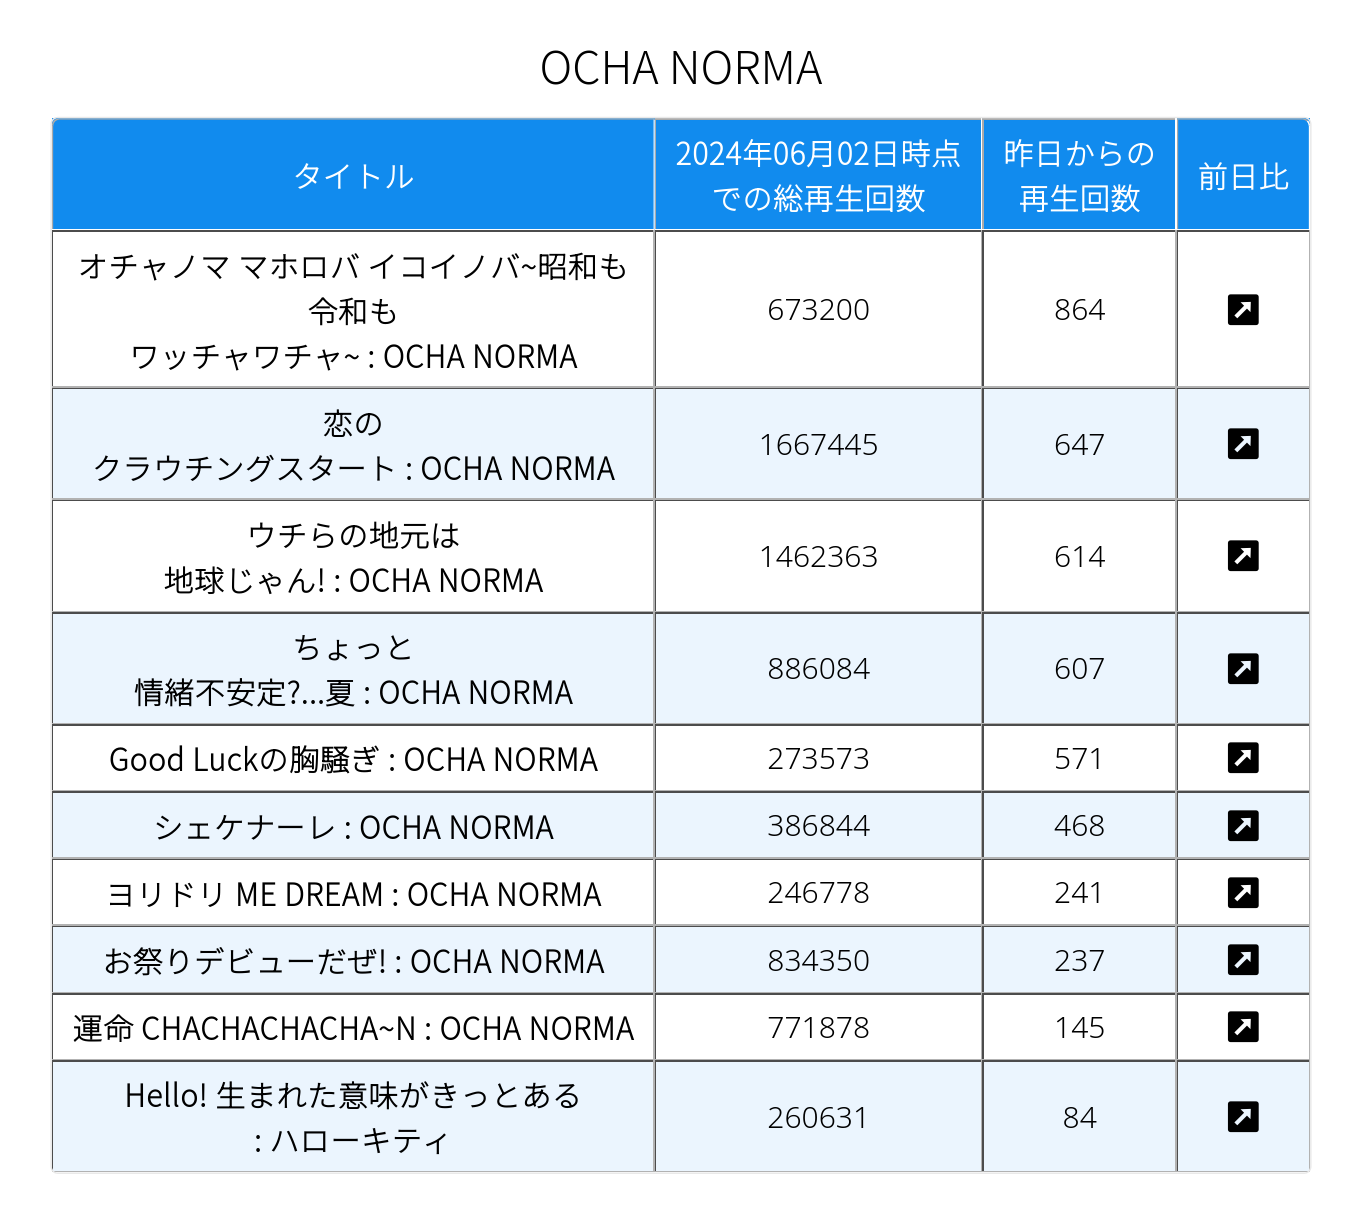 OCHA NORMA
タイトル
2024年06月02日時点
での総再生回数
昨日からの
再生回数
前日比
オチャノマ マホロバ イコイノバ~昭和も
令和も
ワッチャワチャ~ : OCHA NORMA
673200
864
恋の
クラウチングスタート : OCHA NORMA
1667445
647
ウチらの地元は
地球じゃん! : OCHA NORMA
1462363
614
ちょっと
情緒不安定?...夏 : OCHA NORMA
886084
607
Good Luckの胸騒ぎ : OCHA NORMA
273573
571
シェケナーレ : OCHA NORMA
386844
468
ヨリドリ ME DREAM : OCHA NORMA
246778
241
お祭りデビューだぜ! : OCHA NORMA
834350
237
運命 CHACHACHACHA~N : OCHA NORMA
771878
145
Hello! 生まれた意味がきっとある
: ハローキティ
260631
84